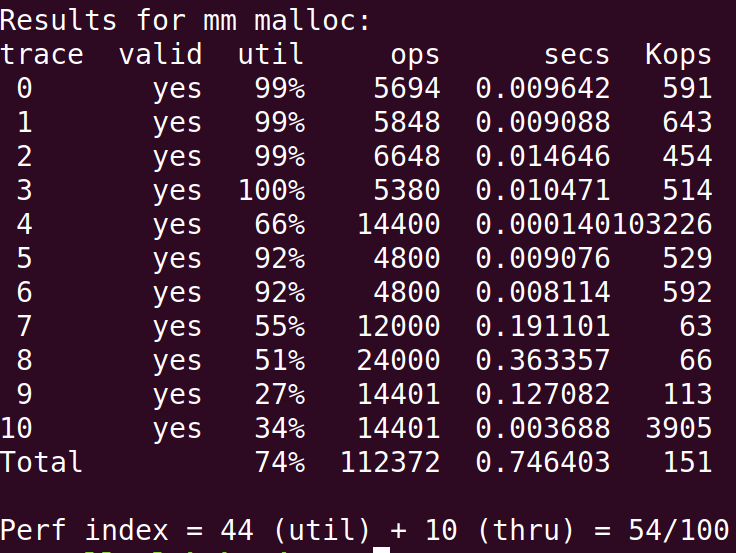 Results for mm malloc:
trace  valid  util     ops      secs  Kops
 0       yes   99%    5694  0.009642   591
 1       yes   99%    5848  0.009088   643
 2       yes   99%    6648  0.014646   454
 3       yes  100%    5380  0.010471   514
 4       yes   66%   14400  0.000140103226
 5       yes   92%    4800  0.009076   529
 6       yes   92%    4800  0.008114   592
 7       yes   55%   12000  0.191101    63
 8       yes   51%   24000  0.363357    66
 9       yes   27%   14401  0.127082   113
10       yes   34%   14401  0.003688  3905
Total          74%  112372  0.746403   151
Perf index = 44 (util) + 10 (thru) = 54/100